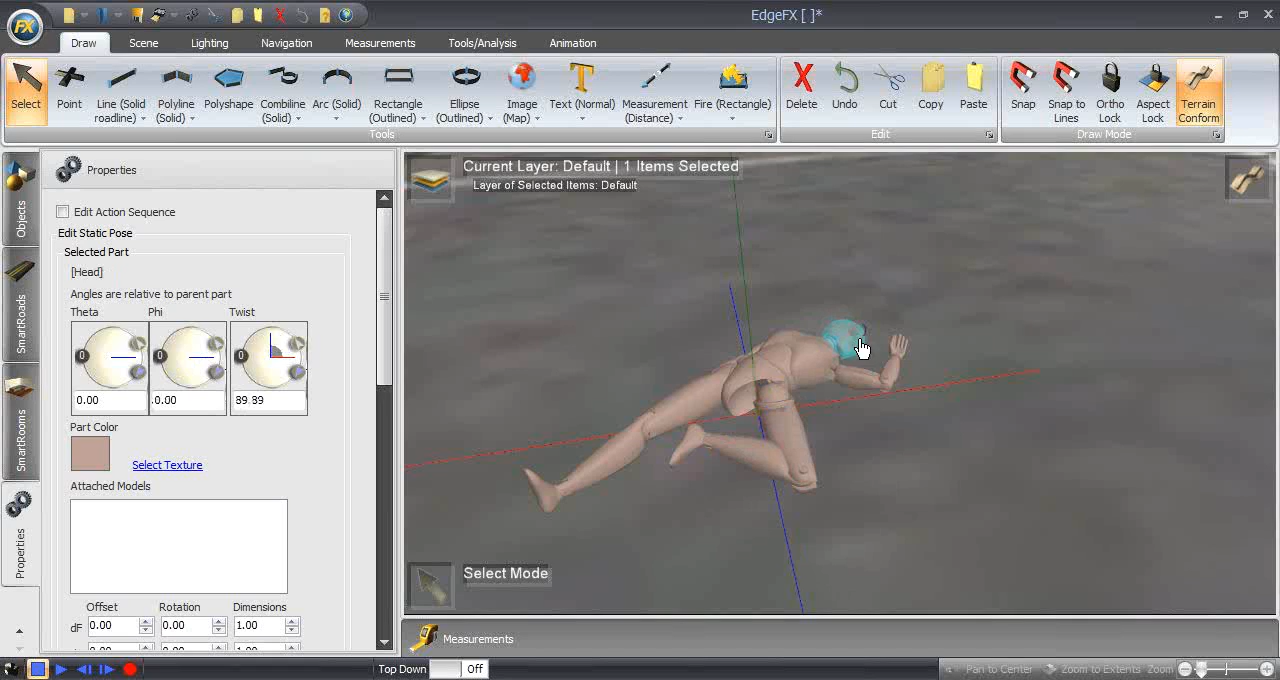 FX
EdgeFX [ ]*
Draw Scene Lighting Navigation Measurements Tools/Analysis Animation
Select Point Line (Solid roadline) Polyline (Solid) Polyshape Combiline (Solid) Arc (Solid) Rectangle (Outlined) Ellipse (Outlined) Image (Map) Text (Normal) Measurement (Distance) Fire (Rectangle)
Delete Undo Cut Copy Paste
Snap Snap to Lines Ortho Lock Aspect Lock Terrain Conform
Tools Edit Draw Mode
Objects
SmartRoads
SmartRooms
Properties
Properties
Edit Action Sequence
Edit Static Pose
Selected Part
[Head]
Angles are relative to parent part
Theta Phi Twist
0 0 0
0.00 0.00 89.89
Part Color
Select Texture
Attached Models
Offset Rotation Dimensions
dF 0.00 0.00 1.00
Current Layer: Default | 1 Items Selected
Layer of Selected Items: Default
Select Mode
Measurements
Top Down Off
Pan to Center Zoom to Extents Zoom